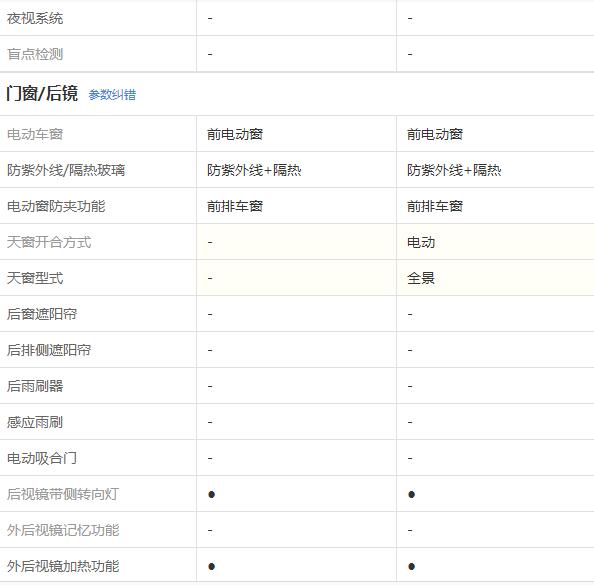 夜视系统 - -
盲点检测 - -
门窗/后镜 参数纠错
电动车窗 前电动窗 前电动窗
防紫外线/隔热玻璃 防紫外线+隔热 防紫外线+隔热
电动窗防夹功能 前排车窗 前排车窗
天窗开合方式 - 电动
天窗型式 - 全景
后窗遮阳帘 - -
后排侧遮阳帘 - -
后雨刷器 - -
感应雨刷 - -
电动吸合门 - -
后视镜带侧转向灯 ● ●
外后视镜记忆功能 - -
外后视镜加热功能 ● ●